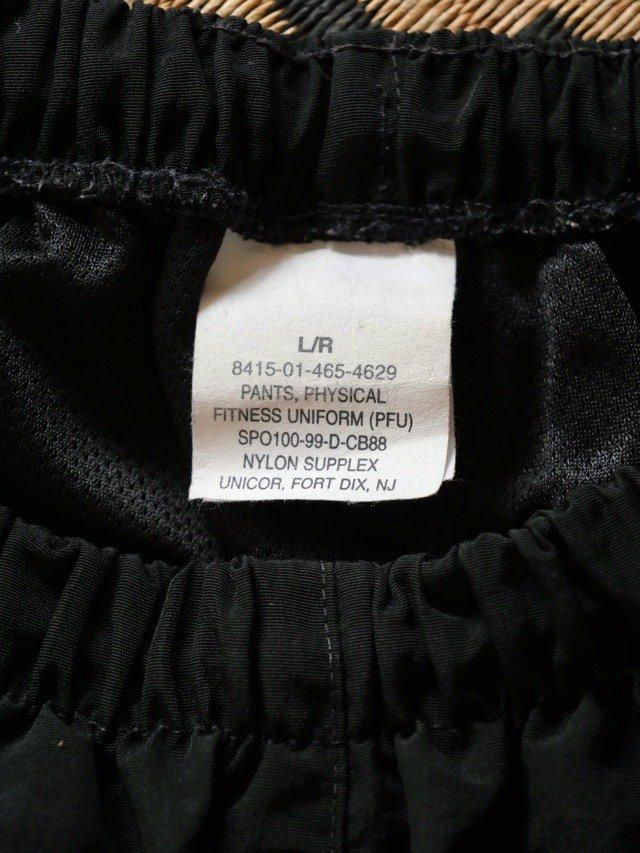 L/R
8415-01-465-4629
PANTS, PHYSICAL
FITNESS UNIFORM (PFU)
SPO100-99-D-CB88
NYLON SUPPLEX
UNICOR, FORT DIX, NJ